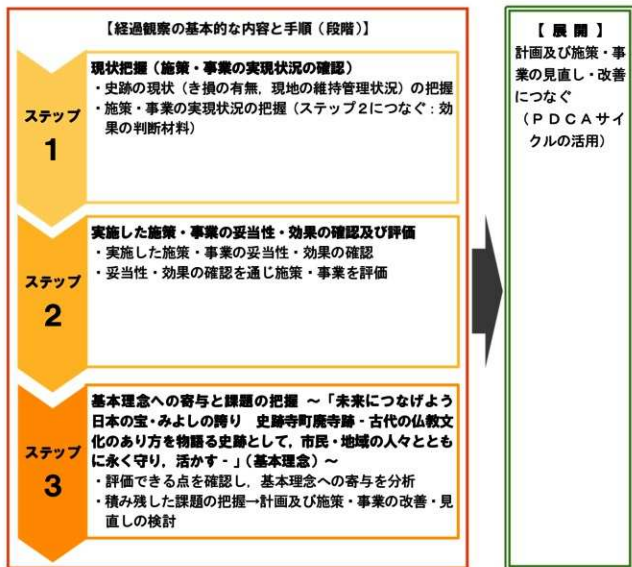 【経過観察の基本的な内容と手順（段階）】
ステップ
1
現状把握（施策・事業の実現状況の確認）
・史跡の現状（き損の有無，現地の維持管理状況）の把握
・施策・事業の実現状況の把握（ステップ２につなぐ：効
果の判断材料）
ステップ
2
実施した施策・事業の妥当性・効果の確認及び評価
・実施した施策・事業の妥当性・効果の確認
・妥当性・効果の確認を通じ施策・事業を評価
ステップ
3
基本理念への寄与と課題の把握 ～「未来につなげよう
日本の宝・みよしの誇り　史跡寺町廃寺跡 - 古代の仏教文
化のあり方を物語る史跡として，市民・地域の人々ととも
に永く守り，活かす - 」（基本理念）～
・評価できる点を確認し，基本理念への寄与を分析
・積み残した課題の把握→計画及び施策・事業の改善・見
直しの検討
【 展 開 】
計画及び施策・事
業の見直し・改善
につなぐ
（ＰＤＣＡサイ
クルの活用）